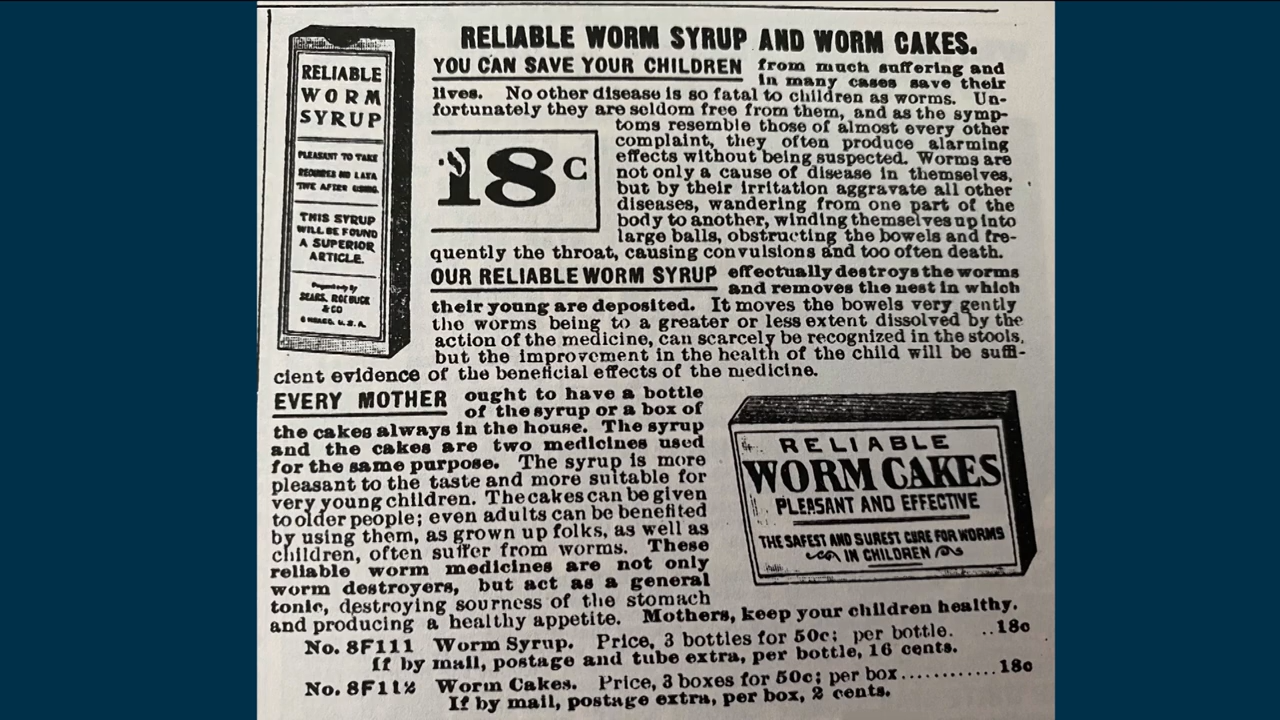 RELIABLE WORM SYRUP AND WORM CAKES.
RELIABLE
WORM
SYRUP
PLEASANT TO TAKE
REQUIRES NO LAXA
TIVE AFTER USING.
THIS SYRUP
WILL BE FOUND
A SUPERIOR
ARTICLE.
Prepared only by
SEARS, ROEBUCK
& CO
CHICAGO. U.S.A.
YOU CAN SAVE YOUR CHILDREN from much suffering and
in many cases save their
lives. No other disease is so fatal to children as worms. Un-
fortunately they are seldom free from them, and as the symp-
toms resemble those of almost every other
complaint, they often produce alarming
effects without being suspected. Worms are
not only a cause of disease in themselves,
but by their irritation aggravate all other
diseases, wandering from one part of the
body to another, winding themselves up into
large balls, obstructing the bowels and fre-
quently the throat, causing convulsions and too often death.
18c
OUR RELIABLE WORM SYRUP effectually destroys the worms
and removes the nest in which
their young are deposited. It moves the bowels very gently
the worms being to a greater or less extent dissolved by the
action of the medicine, can scarcely be recognized in the stools,
but the improvement in the health of the child will be suffi-
cient evidence of the beneficial effects of the medicine.
EVERY MOTHER ought to have a bottle
of the syrup or a box of
the cakes always in the house. The syrup
and the cakes are two medicines used
for the same purpose. The syrup is more
pleasant to the taste and more suitable for
very young children. The cakes can be given
to older people; even adults can be benefited
by using them, as grown up folks, as well as
children, often suffer from worms. These
reliable worm medicines are not only
worm destroyers, but act as a general
tonic, destroying sourness of the stomach
and producing a healthy appetite. Mothers, keep your children healthy.
RELIABLE
WORM CAKES
PLEASANT AND EFFECTIVE
THE SAFEST AND SUREST CURE FOR WORMS
IN CHILDREN
No. 8F111 Worm Syrup. Price, 3 bottles for 50c; per bottle. ..18c
If by mail, postage and tube extra, per bottle, 16 cents.
No. 8F112 Worm Cakes. Price, 3 boxes for 50c; per box............18c
If by mail, postage extra, per box, 2 cents.